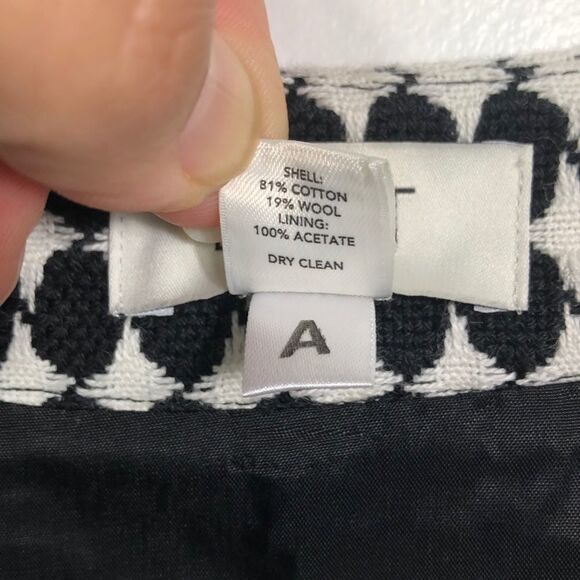 SHELL:
81% COTTON
19% WOOL
LINING:
100% ACETATE
DRY CLEAN
A